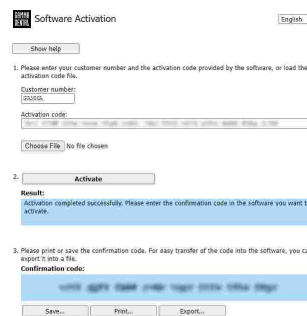 GAMMA
DENTAL
Software Activation
English
Show help
1. Please enter your customer number and the activation code provided by the software, or load the
activation code file.
Customer number:
Activation code:
Choose File No file chosen
2.
Activate
Result:
Activation completed successfully. Please enter the confirmation code in the software you want
activate.
3. Please print or save the confirmation code. For easy transfer of the code into the software, you
export it into a file.
Confirmation code:
Save...
Print...
Export...